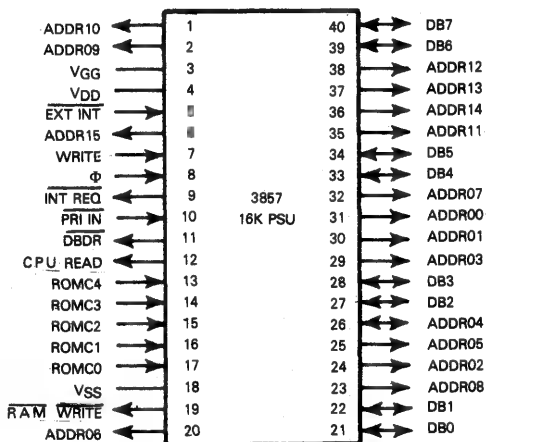 ADDR10 1 40 DB7
ADDR09 2 39 DB6
VGG 3 38 ADDR12
VDD 4 37 ADDR13
EXT INT 36 ADDR14
ADDR15 35 ADDR11
WRITE 7 34 DB5
Φ 8 33 DB4
INT REQ 9 3857 32 ADDR07
PRI IN 10 16K PSU 31 ADDR00
DBDR 11 30 ADDR01
CPU READ 12 29 ADDR03
ROMC4 13 28 DB3
ROMC3 14 27 DB2
ROMC2 15 26 ADDR04
ROMC1 16 25 ADDR05
ROMC0 17 24 ADDR02
VSS 18 23 ADDR08
RAM WRITE 19 22 DB1
ADDR06 20 21 DB0